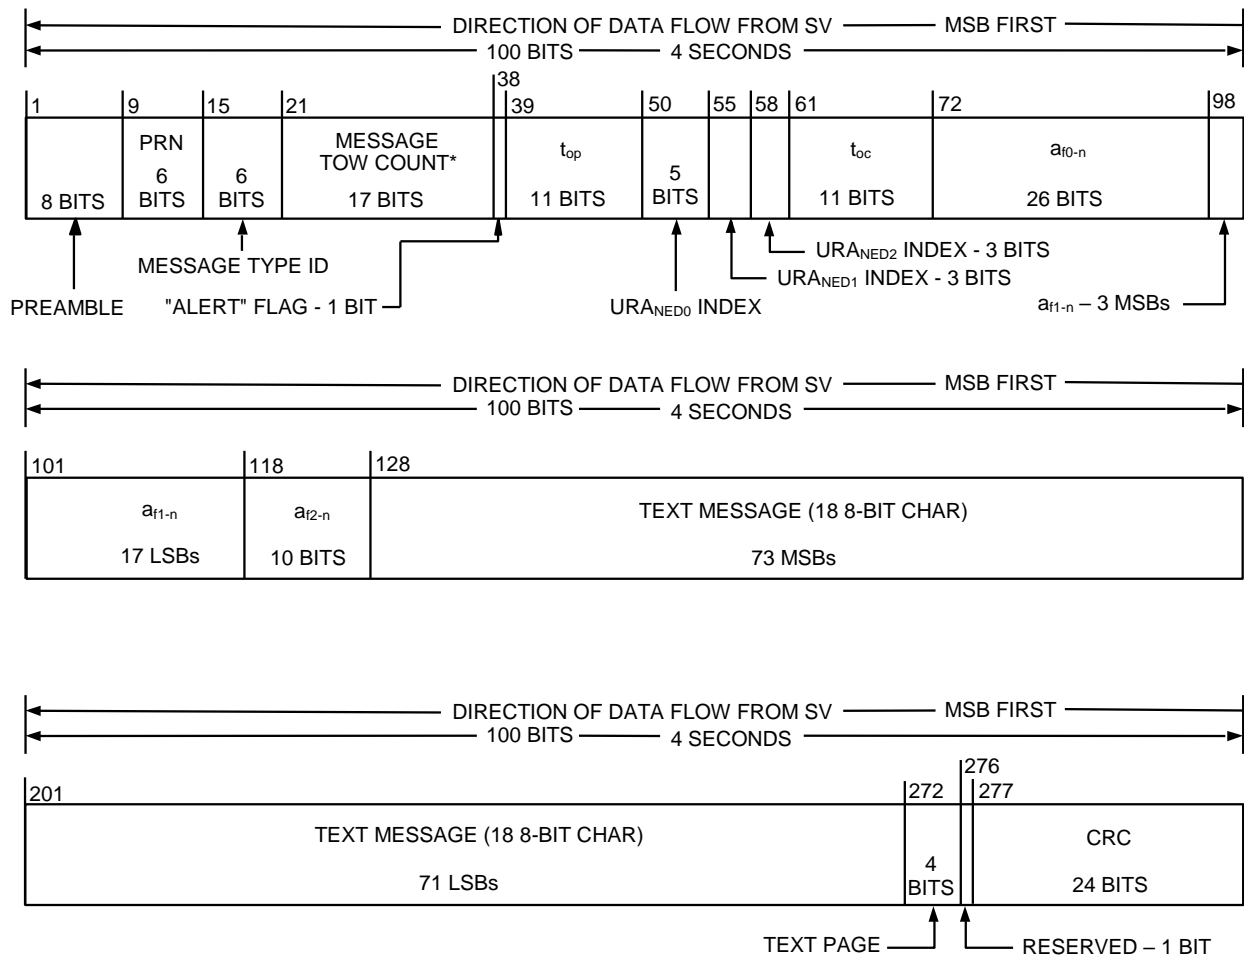 DIRECTION OF DATA FLOW FROM SV MSB FIRST
100 BITS 4 SECONDS
38
1 9 15 21 39 50 55 58 61 72 98
PRN
6
BITS
8 BITS
6
BITS
MESSAGE
TOW COUNT*
17 BITS
t_op
11 BITS
5
BITS
t_oc
11 BITS
a_f0-n
26 BITS
URA_NED2 INDEX - 3 BITS
MESSAGE TYPE ID
URA_NED1 INDEX - 3 BITS
PREAMBLE
"ALERT" FLAG - 1 BIT
URA_NED0 INDEX
a_f1-n – 3 MSBs
DIRECTION OF DATA FLOW FROM SV MSB FIRST
100 BITS 4 SECONDS
101 118 128
a_f1-n
17 LSBs
a_f2-n
10 BITS
TEXT MESSAGE (18 8-BIT CHAR)
73 MSBs
DIRECTION OF DATA FLOW FROM SV MSB FIRST
100 BITS 4 SECONDS
276
201 272 277
TEXT MESSAGE (18 8-BIT CHAR)
71 LSBs
4
BITS
CRC
24 BITS
TEXT PAGE
RESERVED – 1 BIT